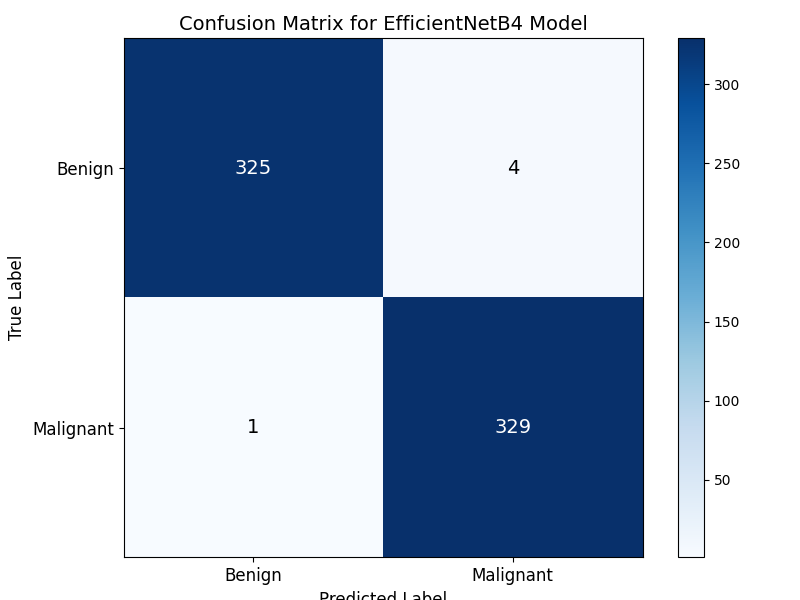 Confusion Matrix for EfficientNetB4 Model
True Label
Benign
325
4
Malignant
1
329
Benign
Malignant
Predicted Label
300
250
200
150
100
50